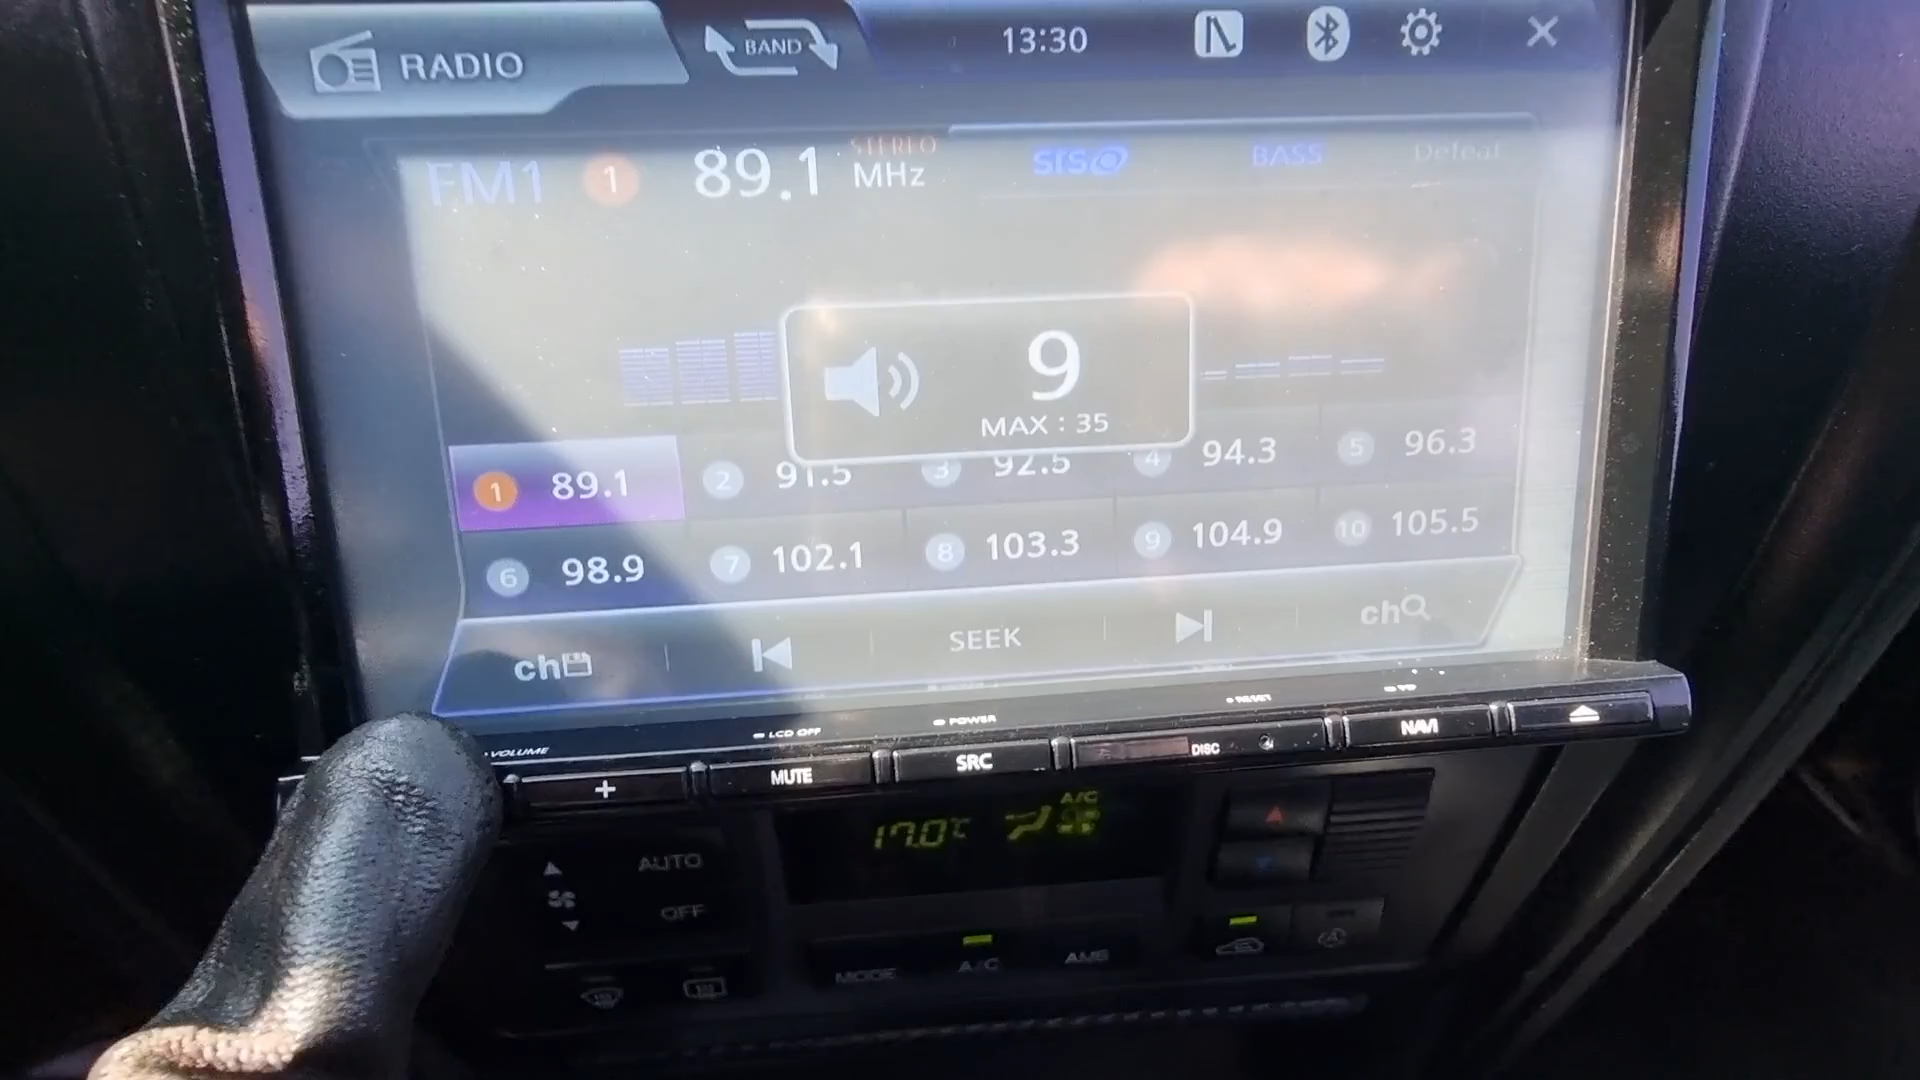 RADIO BAND 13:30
FM1 1 89.1 MHz STEREO SRS BASS Defeat
9
MAX : 35
1 89.1 2 91.5 3 92.5 4 94.3 5 96.3
6 98.9 7 102.1 8 103.3 9 104.9 10 105.5
ch SEEK ch
VOLUME LCD OFF POWER RESET
+ MUTE SRC DISC NAVI
17.0°C A/C
AUTO
OFF
MODE A/C AMB